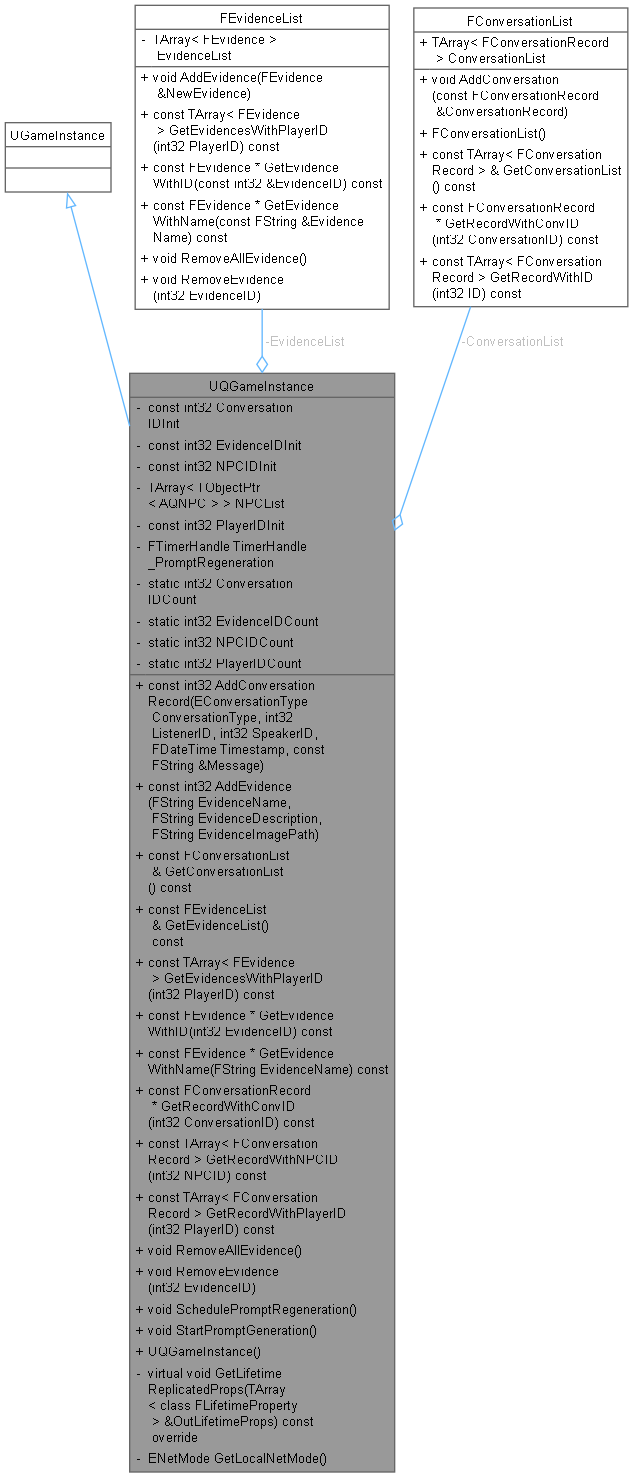 FEvidenceList
- TArray< FEvidence >
EvidenceList
+ void AddEvidence(FEvidence
&NewEvidence)
+ const TArray< FEvidence
> GetEvidencesWithPlayerID
(int32 PlayerID) const
+ const FEvidence * GetEvidence
WithID(const int32 &EvidenceID) const
+ const FEvidence * GetEvidence
WithName(const FString &Evidence
Name) const
+ void RemoveAllEvidence()
+ void RemoveEvidence
(int32 EvidenceID)
FConversationList
+ TArray< FConversationRecord
> ConversationList
+ void AddConversation
(const FConversationRecord
&ConversationRecord)
+ FConversationList()
+ const TArray< FConversation
Record > & GetConversationList
() const
+ const FConversationRecord
* GetRecordWithConvID
(int32 ConversationID) const
+ const TArray< FConversation
Record > GetRecordWithID
(int32 ID) const
UGameInstance
-EvidenceList
-ConversationList
UQGameInstance
- const int32 Conversation
IDInit
- const int32 EvidenceIDInit
- const int32 NPCIDInit
- TArray< TObjectPtr
< AQNPC > > NPCList
- const int32 PlayerIDInit
- FTimerHandle TimerHandle
_PromptRegeneration
- static int32 Conversation
IDCount
- static int32 EvidenceIDCount
- static int32 NPCIDCount
- static int32 PlayerIDCount
+ const int32 AddConversation
Record(EConversationType
ConversationType, int32
ListenerID, int32 SpeakerID,
FDateTime Timestamp, const
FString &Message)
+ const int32 AddEvidence
(FString EvidenceName,
FString EvidenceDescription,
FString EvidenceImagePath)
+ const FConversationList
& GetConversationList
() const
+ const FEvidenceList
& GetEvidenceList()
const
+ const TArray< FEvidence
> GetEvidencesWithPlayerID
(int32 PlayerID) const
+ const FEvidence * GetEvidence
WithID(int32 EvidenceID) const
+ const FEvidence * GetEvidence
WithName(FString EvidenceName) const
+ const FConversationRecord
* GetRecordWithConvID
(int32 ConversationID) const
+ const TArray< FConversation
Record > GetRecordWithNPCID
(int32 NPCID) const
+ const TArray< FConversation
Record > GetRecordWithPlayerID
(int32 PlayerID) const
+ void RemoveAllEvidence()
+ void RemoveEvidence
(int32 EvidenceID)
+ void SchedulePromptRegeneration()
+ void StartPromptGeneration()
+ UQGameInstance()
- virtual void GetLifetime
ReplicatedProps(TArray
< class FLifetimeProperty
> &OutLifetimeProps) const
override
- ENetMode GetLocalNetMode()